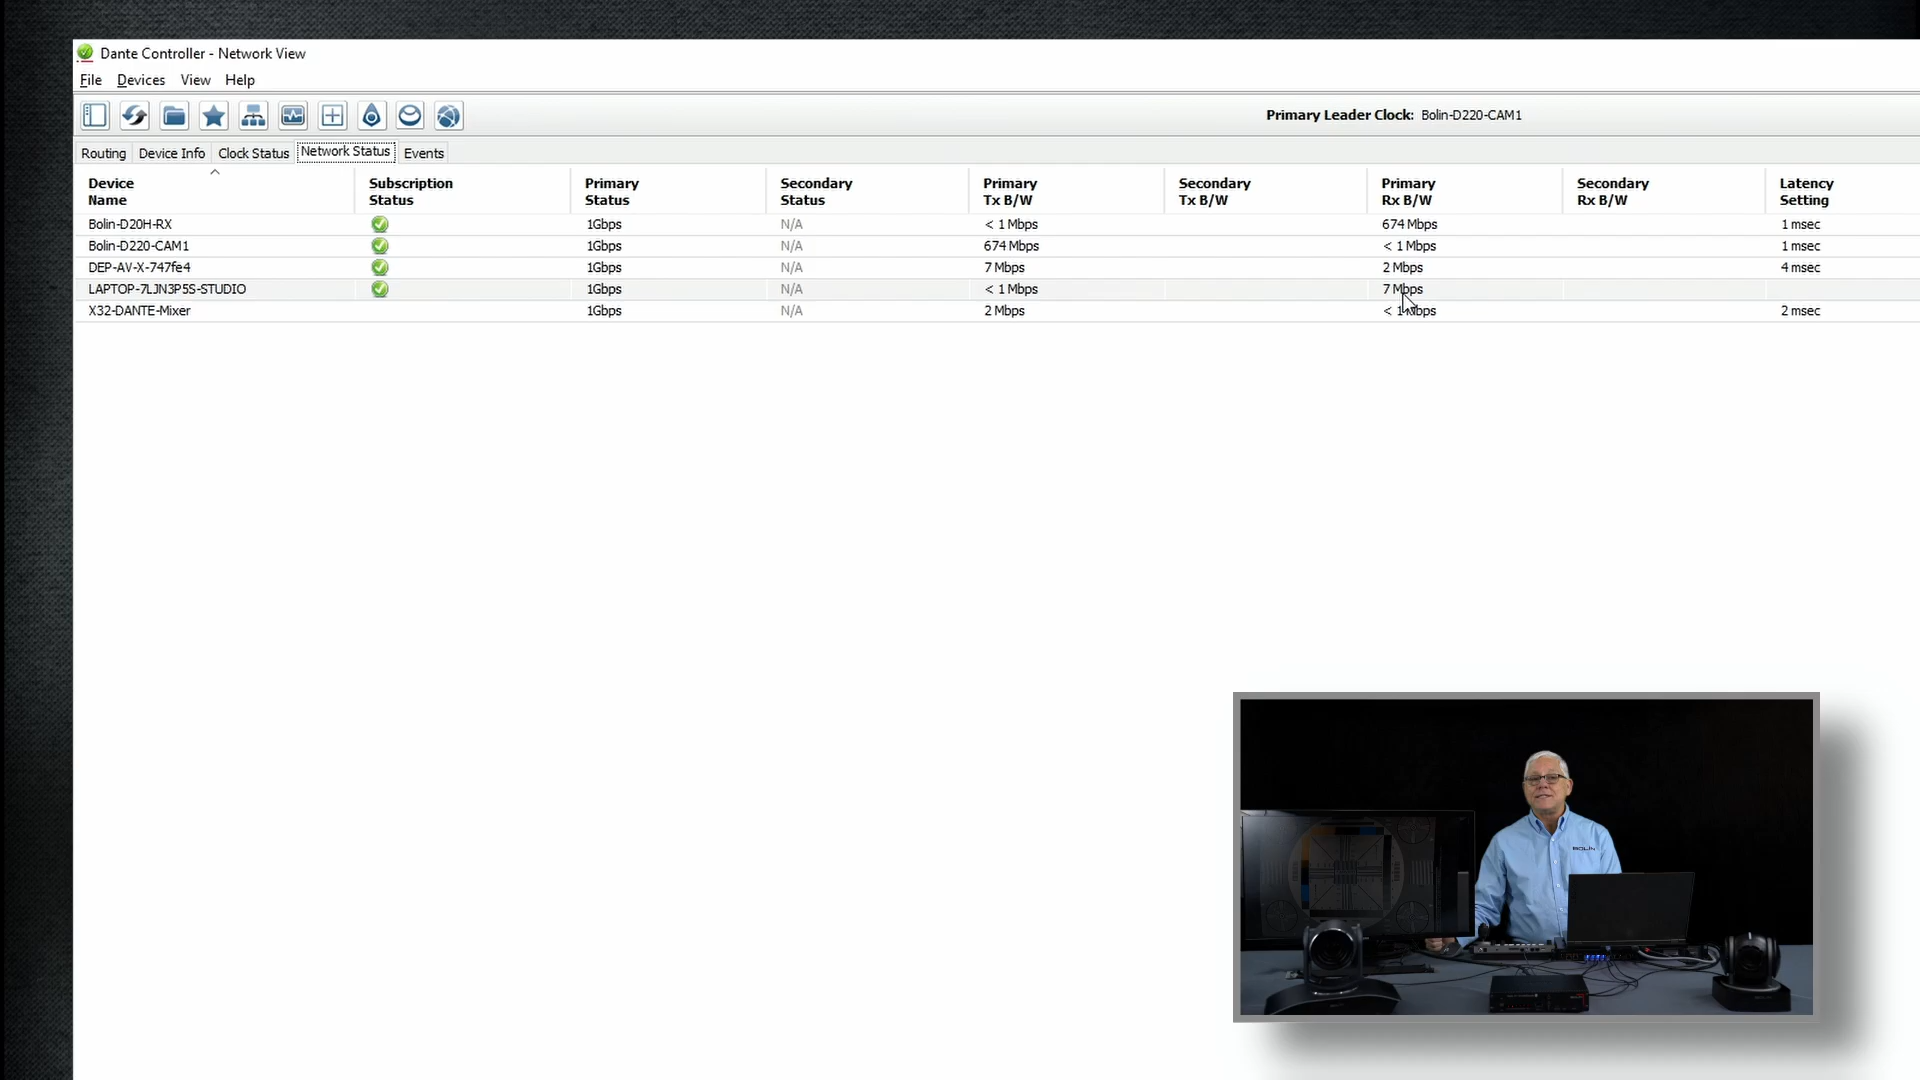 Dante Controller - Network View
File Devices View Help
Primary Leader Clock: Bolin-D220-CAM1
Routing Device Info Clock Status Network Status Events
Device Name Subscription Status Primary Status Secondary Status Primary Tx B/W Secondary Tx B/W Primary Rx B/W Secondary Rx B/W Latency Setting
Bolin-D20H-RX 1Gbps N/A < 1 Mbps 674 Mbps 1 msec
Bolin-D220-CAM1 1Gbps N/A 674 Mbps < 1 Mbps 1 msec
DEP-AV-X-747fe4 1Gbps N/A 7 Mbps 2 Mbps 4 msec
LAPTOP-7LJN3P5S-STUDIO 1Gbps N/A < 1 Mbps 7 Mbps
X32-DANTE-Mixer 1Gbps N/A 2 Mbps < 1 Mbps 2 msec
BOLIN